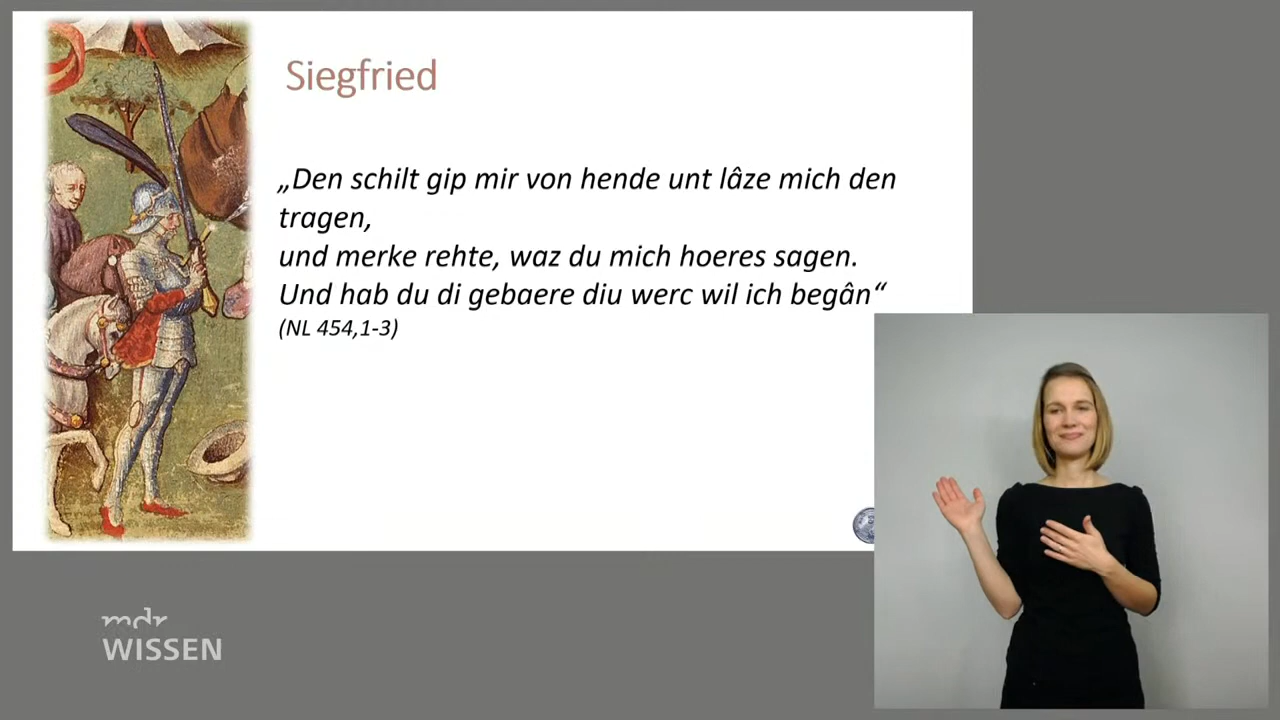 Siegfried
„Den schilt gip mir von hende unt lâze mich den
tragen,
und merke rehte, waz du mich hoeres sagen.
Und hab du di gebaere diu werc wil ich begân“
(NL 454,1-3)
mdr
WISSEN